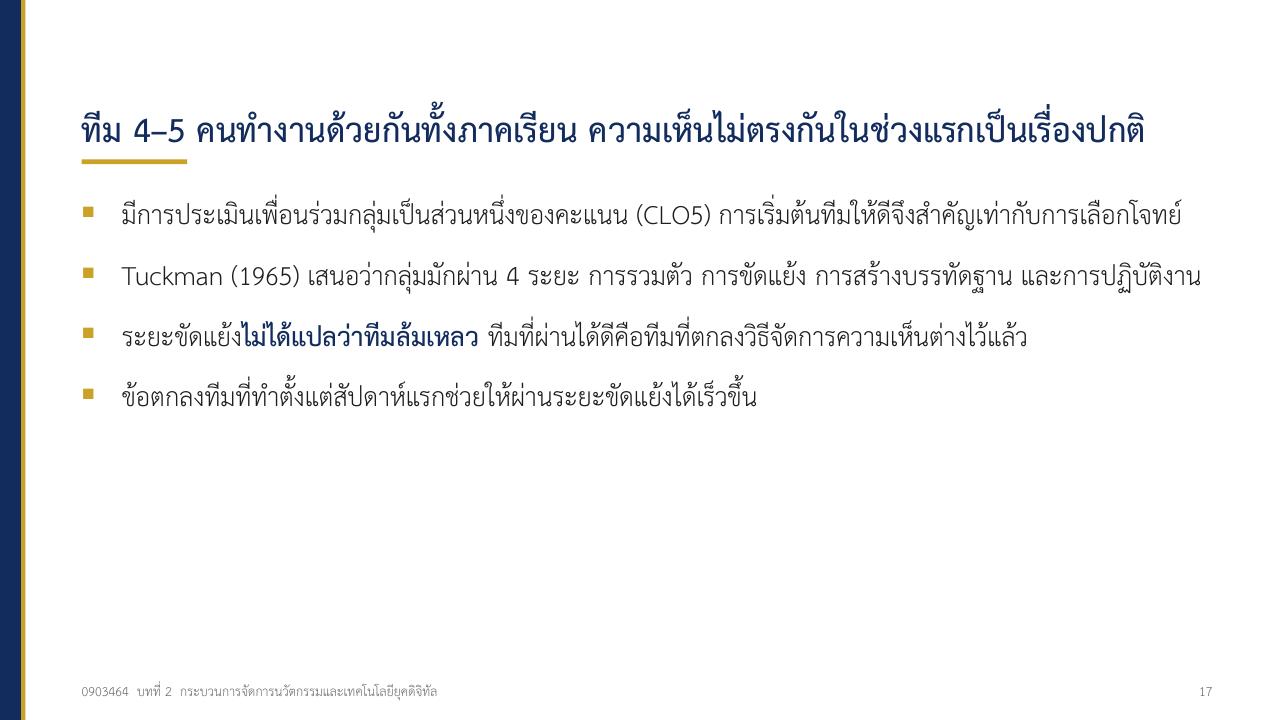 ทีม 4–5 คนทำงานด้วยกันทั้งภาคเรียน ความเห็นไม่ตรงกันในช่วงแรกเป็นเรื่องปกติ
มีการประเมินเพื่อนร่วมกลุ่มเป็นส่วนหนึ่งของคะแนน (CLO5) การเริ่มต้นทีมให้ดีจึงสำคัญเท่ากับการเลือกโจทย์
Tuckman (1965) เสนอว่ากลุ่มมักผ่าน 4 ระยะ การรวมตัว การขัดแย้ง การสร้างบรรทัดฐาน และการปฏิบัติงาน
ระยะขัดแย้งไม่ได้แปลว่าทีมล้มเหลว ทีมที่ผ่านได้ดีคือทีมที่ตกลงวิธีจัดการความเห็นต่างไว้แล้ว
ข้อตกลงทีมที่ทำตั้งแต่สัปดาห์แรกช่วยให้ผ่านระยะขัดแย้งได้เร็วขึ้น
0903464 บทที่ 2 กระบวนการจัดการนวัตกรรมและเทคโนโลยียุคดิจิทัล
17